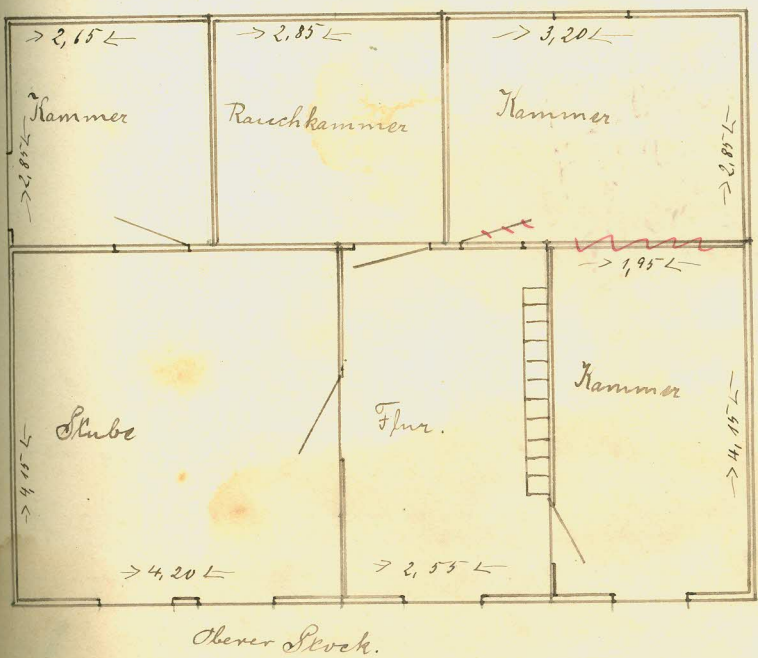 → 2,65 ←
→ 2,85 ←
→ 3,20 ←
Kammer
Rauchkammer
Kammer
→ 2,85 ←
→ 2,85 ←
→ 1,95 ←
Stube
Flur.
Kammer
→ 4,15 ←
→ 4,15 ←
→ 4,20 ←
→ 2,55 ←
Oberer Stock.